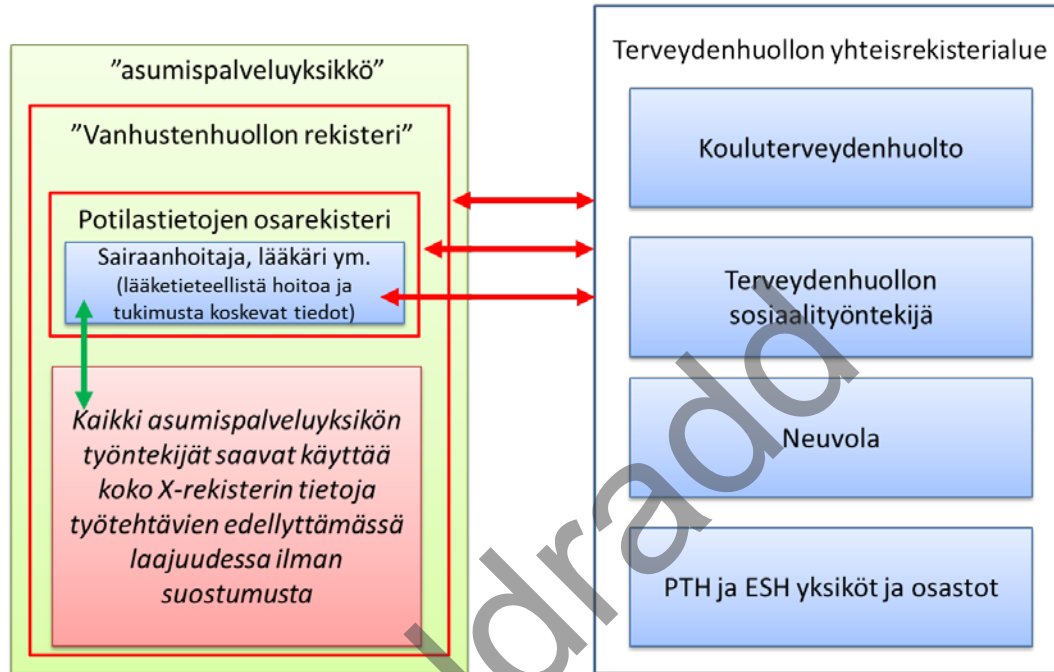 ”asumispalveluyksikkö”
”Vanhustenhuollon rekisteri”
Potilastietojen osarekisteri
Sairaanhoitaja, lääkäri ym.
(lääketieteellistä hoitoa ja
tukimusta koskevat tiedot)
Kaikki asumispalveluyksikön
työntekijät saavat käyttää
koko X-rekisterin tietoja
työtehtävien edellyttämässä
laajuudessa ilman
suostumusta
Terveydenhuollon yhteisrekisterialue
Kouluterveydenhuolto
Terveydenhuollon
sosiaalityöntekijä
Neuvola
PTH ja ESH yksiköt ja osastot